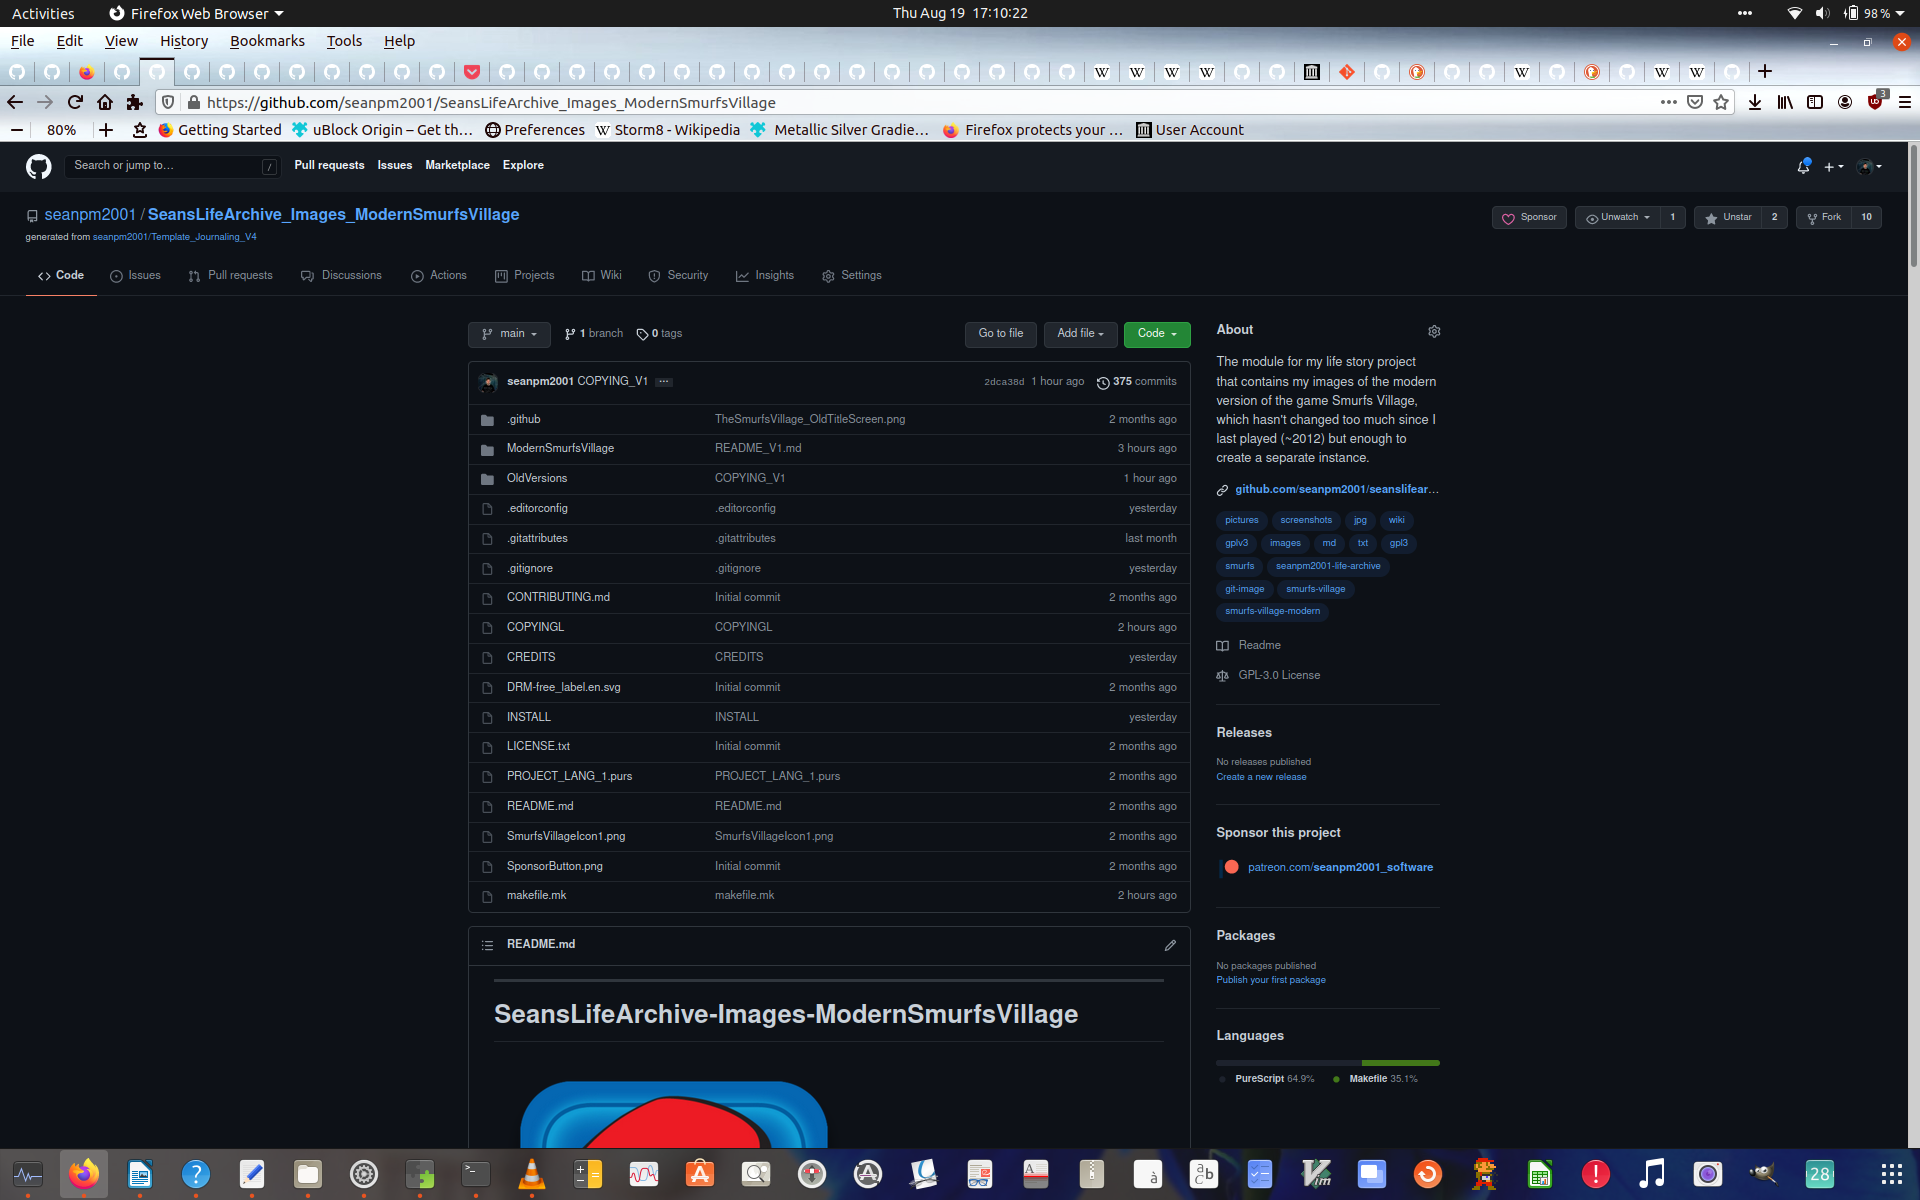 Activities Firefox Web Browser Thu Aug 19 17:10:22 98 %
File Edit View History Bookmarks Tools Help
https://github.com/seanpm2001/SeansLifeArchive_Images_ModernSmurfsVillage 3
80% Getting Started uBlock Origin – Get th… Preferences Storm8 - Wikipedia Metallic Silver Gradie… Firefox protects your … User Account
Search or jump to… / Pull requests Issues Marketplace Explore
seanpm2001 / SeansLifeArchive_Images_ModernSmurfsVillage Sponsor Unwatch 1 Unstar 2 Fork 10
generated from seanpm2001/Template_Journaling_V4
Code Issues Pull requests Discussions Actions Projects Wiki Security Insights Settings
main 1 branch 0 tags Go to file Add file Code
seanpm2001 COPYING_V1 2dca38d 1 hour ago 375 commits
.github TheSmurfsVillage_OldTitleScreen.png 2 months ago
ModernSmurfsVillage README_V1.md 3 hours ago
OldVersions COPYING_V1 1 hour ago
.editorconfig .editorconfig yesterday
.gitattributes .gitattributes last month
.gitignore .gitignore yesterday
CONTRIBUTING.md Initial commit 2 months ago
COPYINGL COPYINGL 2 hours ago
CREDITS CREDITS yesterday
DRM-free_label.en.svg Initial commit 2 months ago
INSTALL INSTALL yesterday
LICENSE.txt Initial commit 2 months ago
PROJECT_LANG_1.purs PROJECT_LANG_1.purs 2 months ago
README.md README.md 2 months ago
SmurfsVillageIcon1.png SmurfsVillageIcon1.png 2 months ago
SponsorButton.png Initial commit 2 months ago
makefile.mk makefile.mk 2 hours ago
README.md
SeansLifeArchive-Images-ModernSmurfsVillage
About
The module for my life story project
that contains my images of the modern
version of the game Smurfs Village,
which hasn't changed too much since I
last played (~2012) but enough to
create a separate instance.
github.com/seanpm2001/seanslifear…
pictures screenshots jpg wiki
gplv3 images md txt gpl3
smurfs seanpm2001-life-archive
git-image smurfs-village
smurfs-village-modern
Readme
GPL-3.0 License
Releases
No releases published
Create a new release
Sponsor this project
patreon.com/seanpm2001_software
Packages
No packages published
Publish your first package
Languages
PureScript 64.9% Makefile 35.1%
28